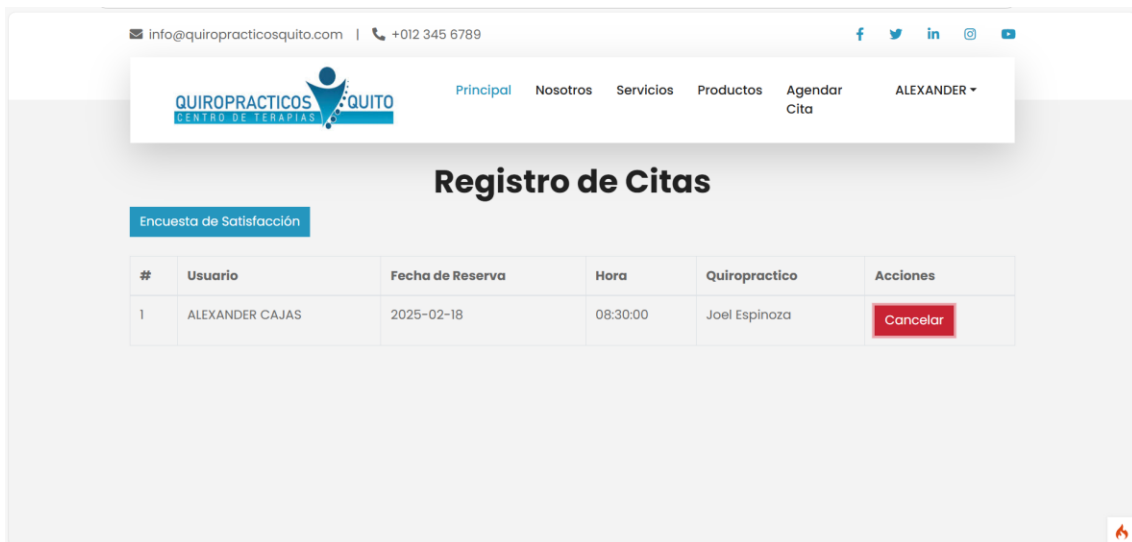 info@quiropracticosquito.com | +012 345 6789
QUIROPRACTICOS QUITO
CENTRO DE TERAPIAS
Principal Nosotros Servicios Productos Agendar Cita ALEXANDER
Registro de Citas
Encuesta de Satisfacción
# Usuario Fecha de Reserva Hora Quiropractico Acciones
1 ALEXANDER CAJAS 2025-02-18 08:30:00 Joel Espinoza Cancelar